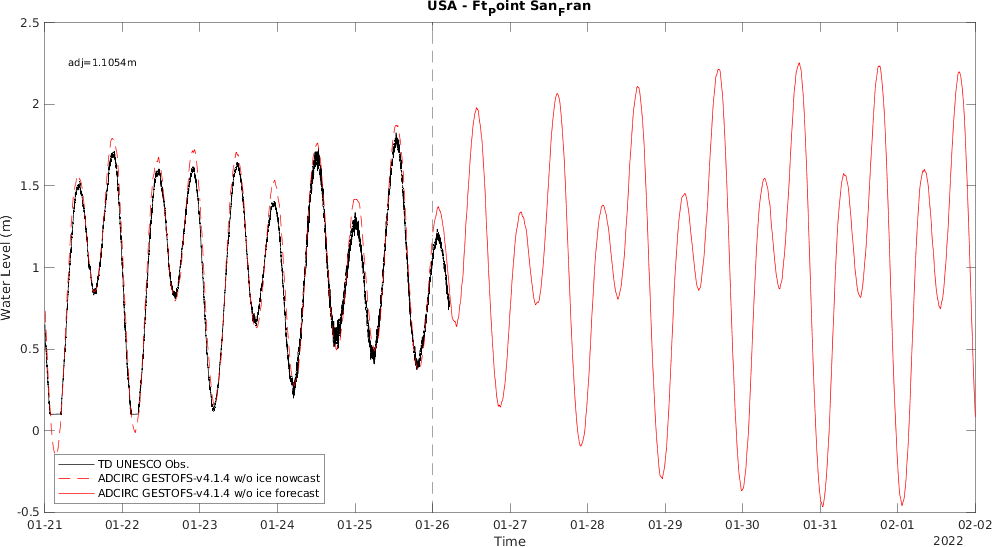 USA - FtPoint SanFran
adj=1.1054m
Water Level (m)
2.5
2
1.5
1
0.5
0
-0.5
TD UNESCO Obs.
ADCIRC GESTOFS-v4.1.4 w/o ice nowcast
ADCIRC GESTOFS-v4.1.4 w/o ice forecast
01-21 01-22 01-23 01-24 01-25 01-26 01-27 01-28 01-29 01-30 01-31 02-01 02-02
Time
2022